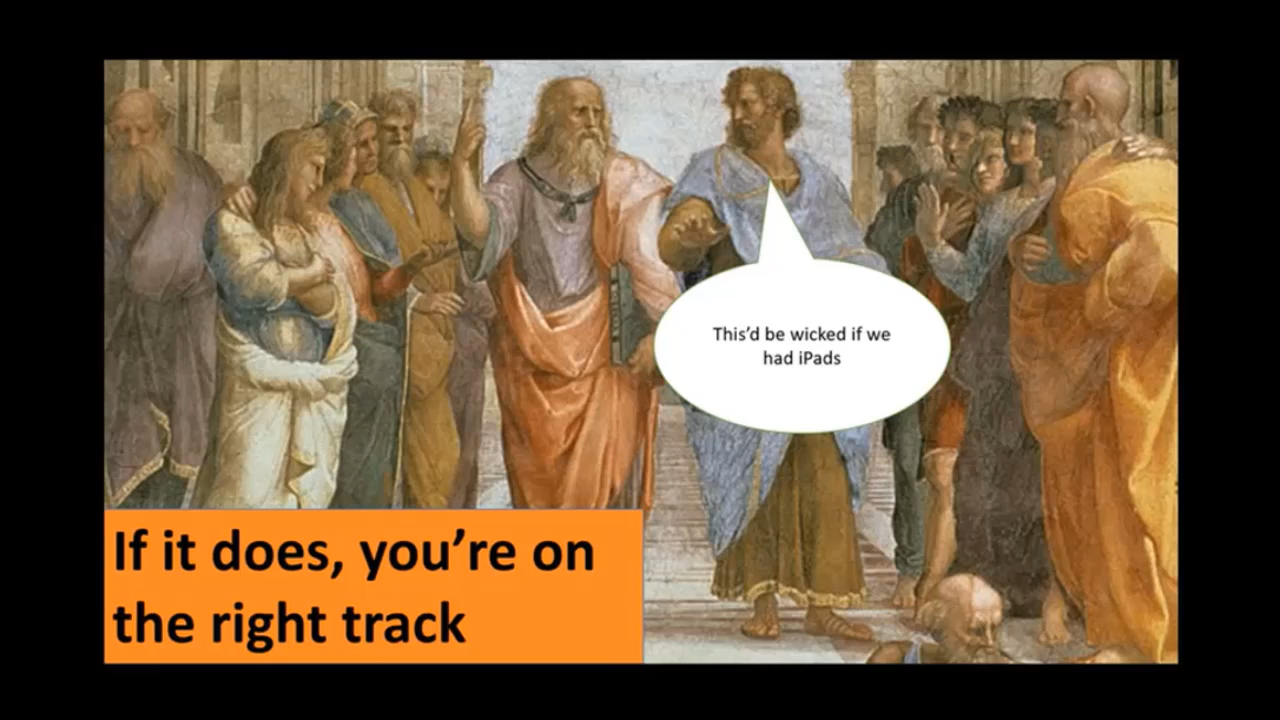 This’d be wicked if we
had iPads
If it does, you’re on
the right track